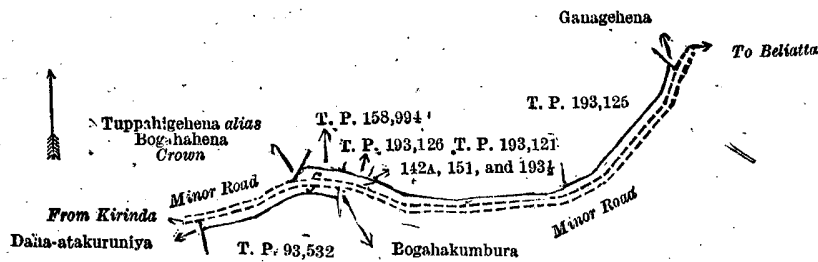 Ganagehena
To Beliatta
T. P. 193,125
T. P. 158,994
Tuppahigehena alias
Bogahahena
Crown
T. P. 193,126 T. P. 193,121
142A, 151, and 193½
Minor Road
From Kirinda
Daha-atakuruniya
Minor Road
T. P. 93,532
Bogahakumbura